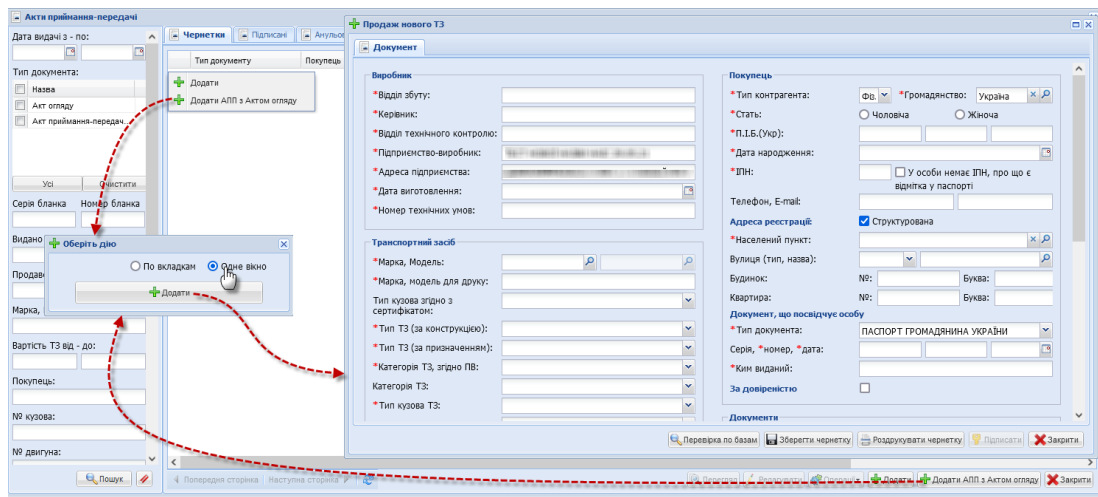 Акти приймання-передачі
Дата видачі з - по:
Тип документа:
Назва
Акт огляду
Акт приймання-передач...
Усі
Очистити
Серія бланка Номер бланка
Видано
Продаве
Марка,
Вартість ТЗ від - до:
Покупець:
№ кузова:
№ двигуна:
Пошук
Чернетки Підписані Анульов
Тип документу Покупець
Додати
Додати АПП з Актом огляду
Оберіть дію
По вкладкам Одне вікно
Додати
Продаж нового ТЗ
Документ
Виробник
*Відділ збуту:
*Керівник:
*Відділ технічного контролю:
*Підприємство-виробник:
*Адреса підприємства:
*Дата виготовлення:
*Номер технічних умов:
Транспортний засіб
*Марка, Модель:
*Марка, модель для друку:
Тип кузова згідно з
сертифікатом:
*Тип ТЗ (за конструкцією):
*Тип ТЗ (за призначенням):
*Категорія ТЗ, згідно ПВ:
Категорія ТЗ:
*Тип кузова ТЗ:
Покупець
*Тип контрагента: Фв. *Громадянство: Україна
*Стать: Чоловіча Жіноча
*П.І.Б.(Укр):
*Дата народження:
*ІПН: У особи немає ІПН, про що є
відмітка у паспорті
Телефон, E-mail:
Адреса реєстрації: Структурована
*Населений пункт:
Вулиця (тип, назва):
Будинок: №: Буква:
Квартира: №: Буква:
Документ, що посвідчує особу
*Тип документа: ПАСПОРТ ГРОМАДЯНИНА УКРАЇНИ
Серія, *номер, *дата:
*Ким виданий:
За довіреністю
Документи
Перевірка по базам Зберегти чернетку Роздрукувати чернетку Підписати Закрити
Попередня сторінка Наступна сторінка Перегляд Редагувати Операції Додати Додати АПП з Актом огляду Закрити